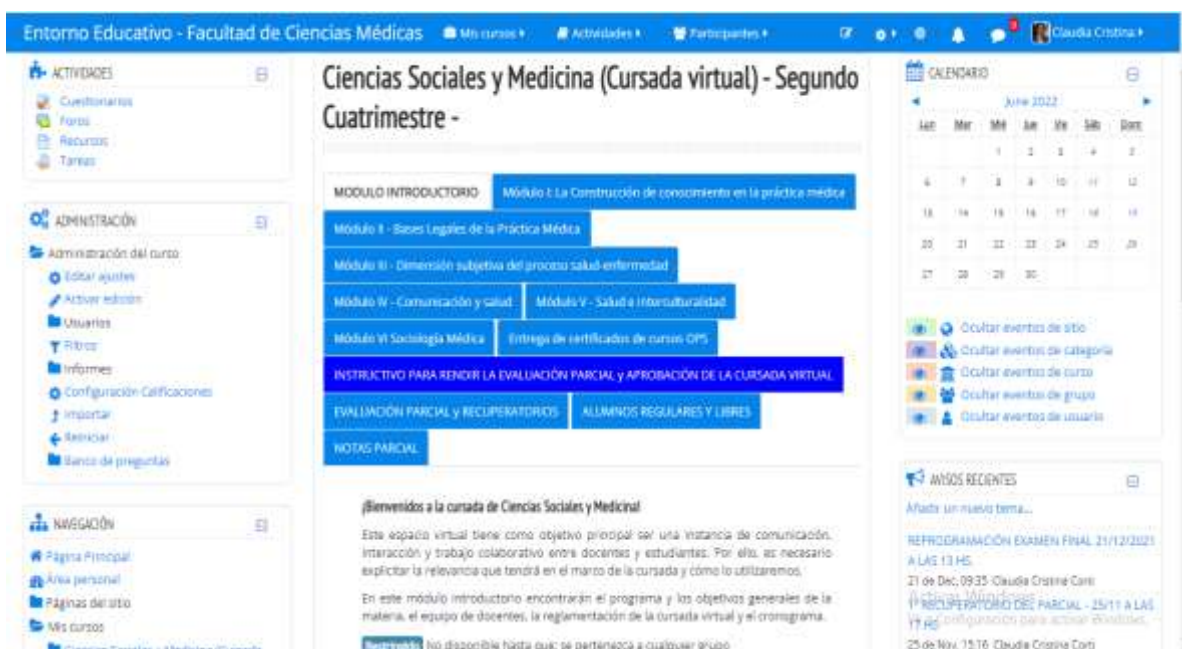 Entorno Educativo - Facultad de Ciencias Médicas Mis cursos Actividades Participantes Claudia Cristina
ACTIVIDADES
Cuestionarios
Foros
Recursos
Tareas
ADMINISTRACIÓN
Administración del curso
Editar ajustes
Activar edición
Usuarios
Filtros
Informes
Configuración Calificaciones
Importar
Reiniciar
Banco de preguntas
NAVEGACIÓN
Página Principal
Área personal
Páginas del sitio
Mis cursos
Ciencias Sociales y Medicina (Cursada virtual) - Segundo
Cuatrimestre -
MODULO INTRODUCTORIO Módulo I: La Construcción de conocimiento en la práctica médica
Módulo II - Bases Legales de la Práctica Médica
Módulo III - Dimensión subjetiva del proceso salud-enfermedad
Módulo IV - Comunicación y salud Módulo V - Salud e Interculturalidad
Módulo VI Sociología Médica Entrega de certificados de cursos OPS
INSTRUCTIVO PARA RENDIR LA EVALUACIÓN PARCIAL y APROBACIÓN DE LA CURSADA VIRTUAL
EVALUACIÓN PARCIAL y RECUPERATORIOS ALUMNOS REGULARES Y LIBRES
NOTAS PARCIAL
¡Bienvenidos a la cursada de Ciencias Sociales y Medicina!
Este espacio virtual tiene como objetivo principal ser una instancia de comunicación,
interacción y trabajo colaborativo entre docentes y estudiantes. Por ello, es necesario
explicitar la relevancia que tendrá en el marco de la cursada y cómo lo utilizaremos.
En este módulo introductorio encontrarán el programa y los objetivos generales de la
materia, el equipo de docentes, la reglamentación de la cursada virtual y el cronograma.
Restringido No disponible hasta que: se pertenezca a cualquier grupo
CALENDARIO
June 2022
Lun Mar Mié Jue Vie Sáb Dom
1 2 3 4 5
6 7 8 9 10 11 12
13 14 15 16 17 18 19
20 21 22 23 24 25 26
27 28 29 30
Ocultar eventos de sitio
Ocultar eventos de categoría
Ocultar eventos de curso
Ocultar eventos de grupo
Ocultar eventos de usuario
AVISOS RECIENTES
Añadir un nuevo tema...
REPROGRAMACIÓN EXAMEN FINAL 21/12/2021
A LAS 13 HS.
21 de Dec, 09:35 Claudia Cristina Conti
Activar Windows
1º RECUPERATORIO DEL PARCIAL - 25/11 A LAS
17 HS
Configuración para activar Windows.
25 de Nov, 15:16 Claudia Cristina Conti